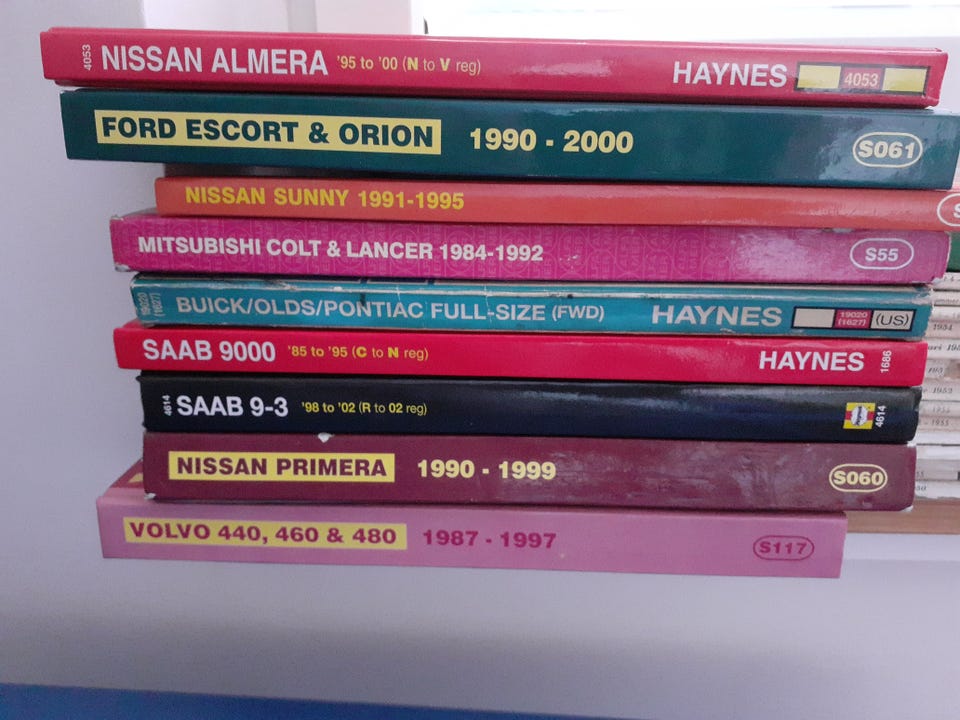 4053 NISSAN ALMERA '95 to '00 (N to V reg) HAYNES 4053
FORD ESCORT & ORION 1990 - 2000 S061
NISSAN SUNNY 1991-1995 S
MITSUBISHI COLT & LANCER 1984-1992 S55
19020 (1627) BUICK/OLDS/PONTIAC FULL-SIZE (FWD) HAYNES 19020 (1627) (US)
SAAB 9000 '85 to '95 (C to N reg) HAYNES 1686
4614 SAAB 9-3 '98 to '02 (R to 02 reg) 4614
NISSAN PRIMERA 1990 - 1999 S060
VOLVO 440, 460 & 480 1987 - 1997 S117